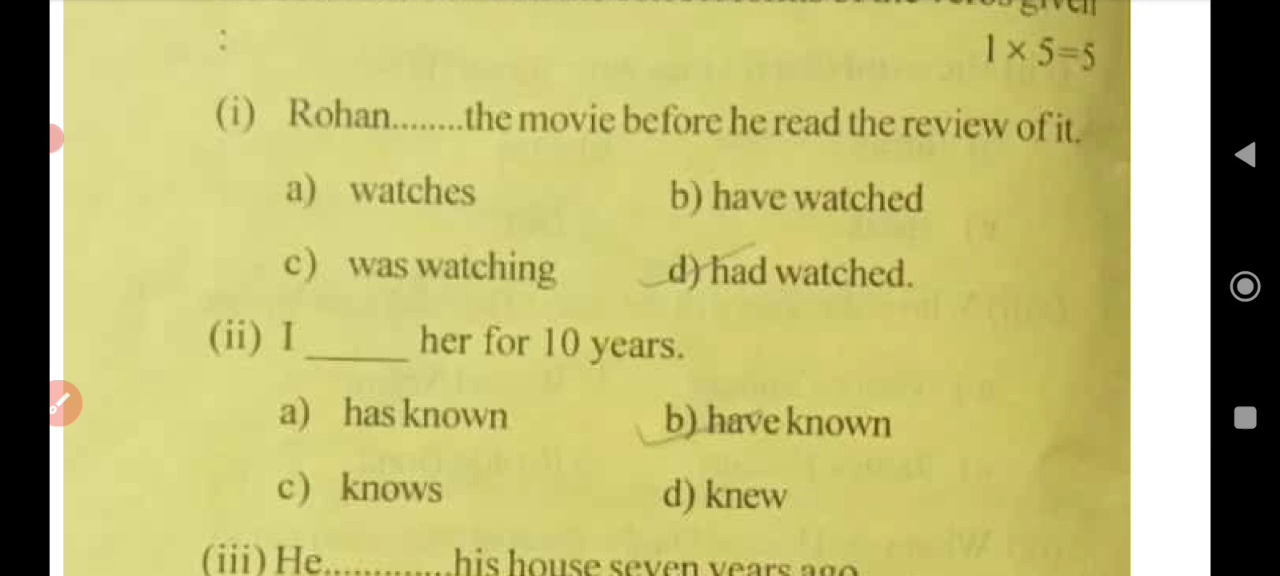 given
:
1 × 5=5
(i) Rohan........the movie before he read the review of it.
a) watches b) have watched
c) was watching d) had watched.
(ii) I ______ her for 10 years.
a) has known b) have known
c) knows d) knew
(iii) He.............his house seven years ago